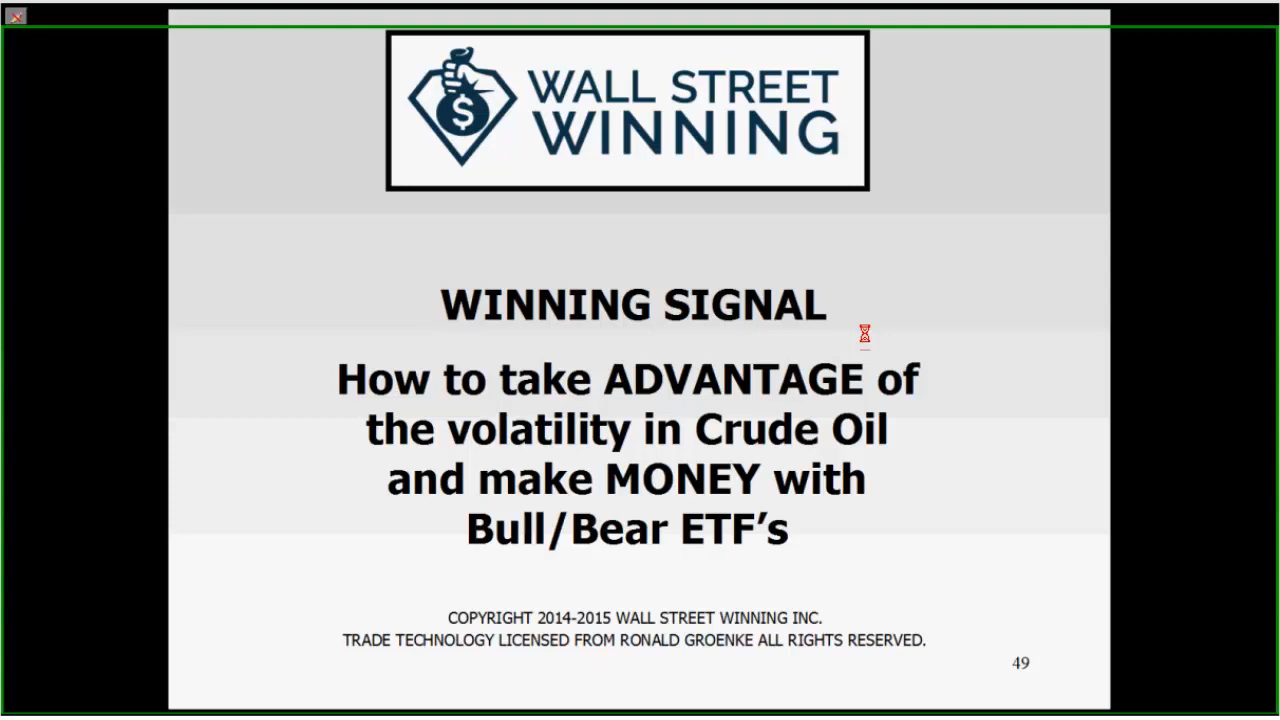 $
WALL STREET
WINNING
WINNING SIGNAL
How to take ADVANTAGE of
the volatility in Crude Oil
and make MONEY with
Bull/Bear ETF’s
COPYRIGHT 2014-2015 WALL STREET WINNING INC.
TRADE TECHNOLOGY LICENSED FROM RONALD GROENKE ALL RIGHTS RESERVED.
49